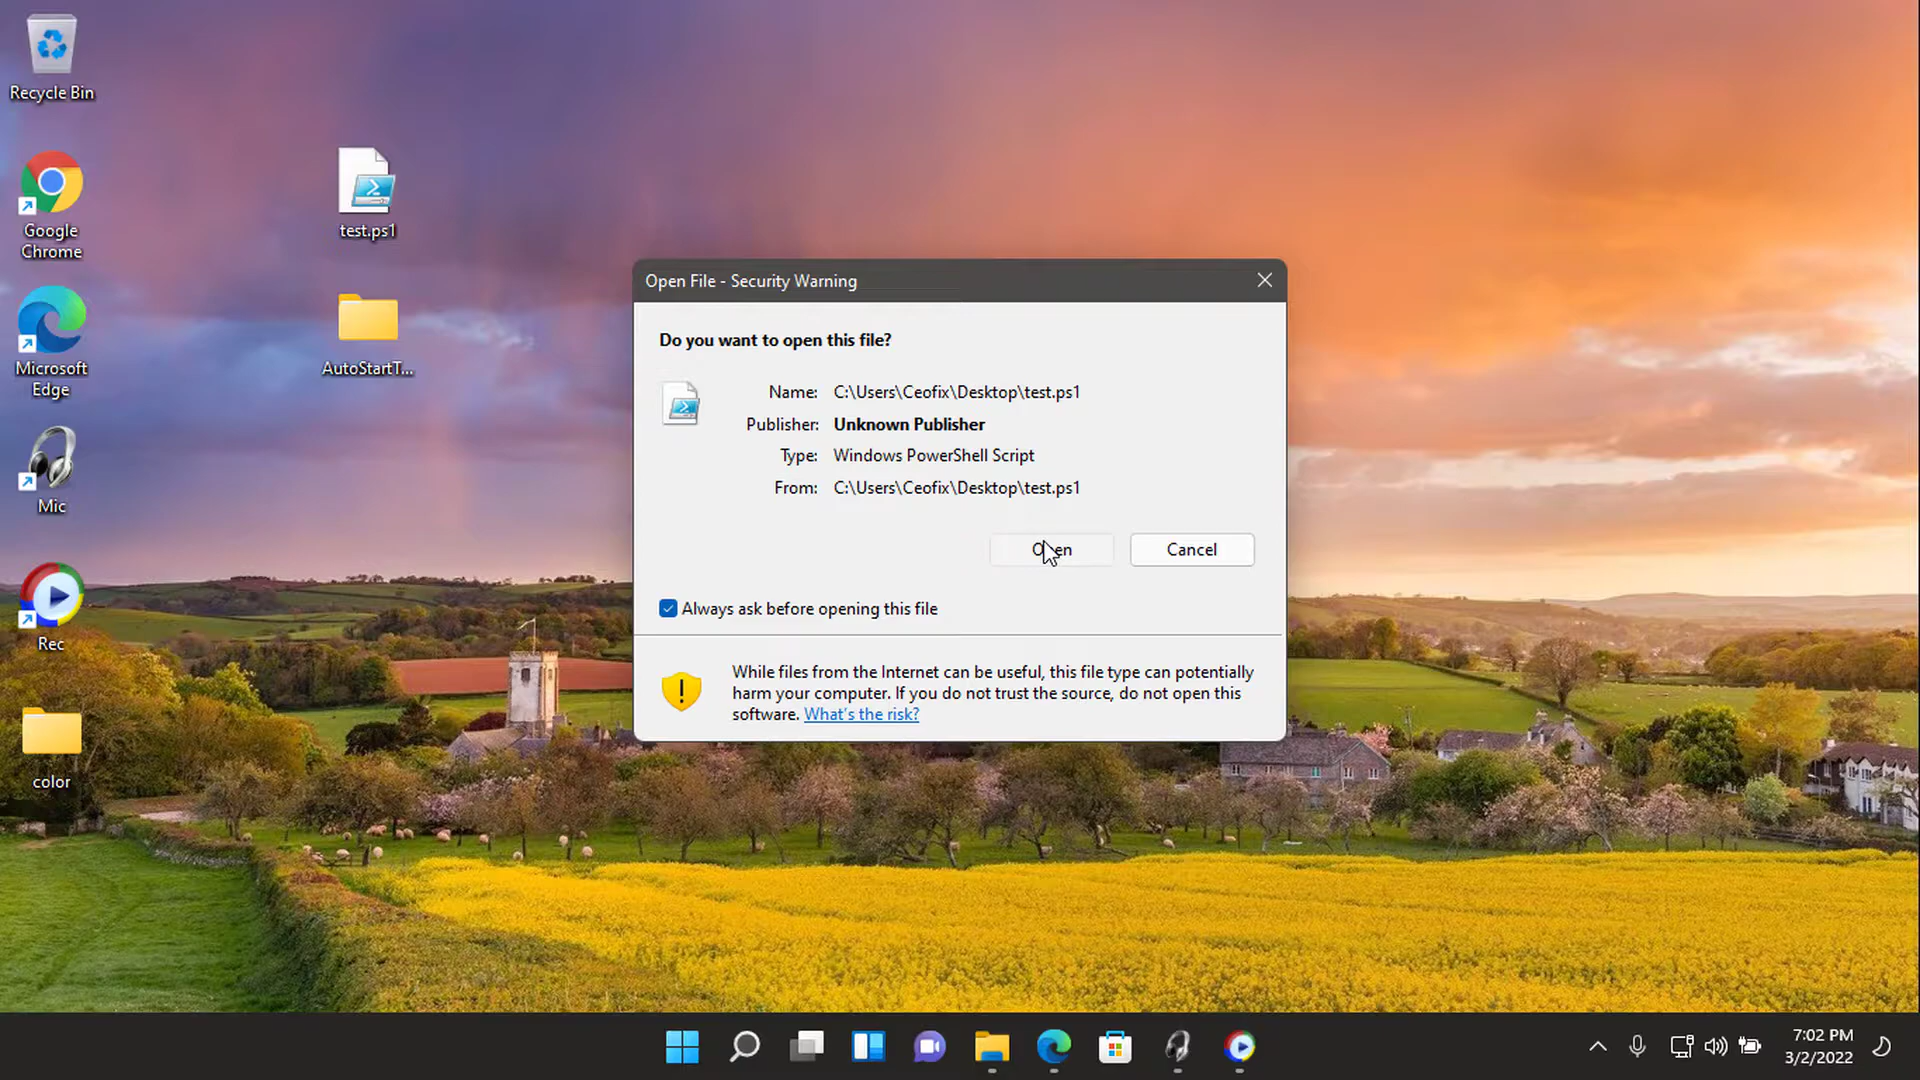 Recycle Bin
Google
Chrome
Microsoft
Edge
Mic
Rec
color
test.ps1
AutoStartT...
Open File - Security Warning
Do you want to open this file?
Name: C:\Users\Ceofix\Desktop\test.ps1
Publisher: Unknown Publisher
Type: Windows PowerShell Script
From: C:\Users\Ceofix\Desktop\test.ps1
Open Cancel
Always ask before opening this file
While files from the Internet can be useful, this file type can potentially
harm your computer. If you do not trust the source, do not open this
software. What's the risk?
7:02 PM
3/2/2022